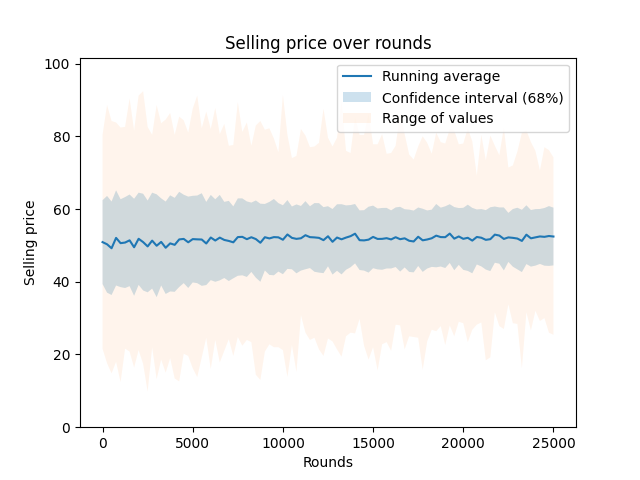 Selling price over rounds
Running average
Confidence interval (68%)
Range of values
100
80
60
40
20
0
Selling price
0 5000 10000 15000 20000 25000
Rounds